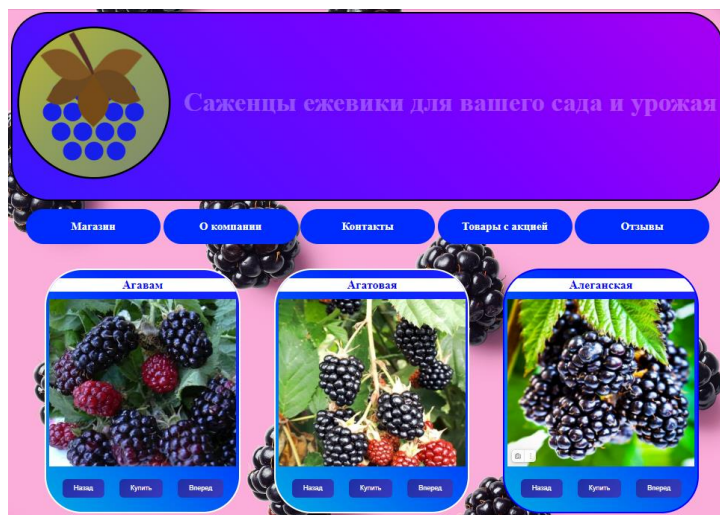 Саженцы ежевики для вашего сада и урожая
Магазин
О компании
Контакты
Товары с акцией
Отзывы
Агавам
Агатовая
Алеганская
Назад
Купить
Вперед
Назад
Купить
Вперед
Назад
Купить
Вперед